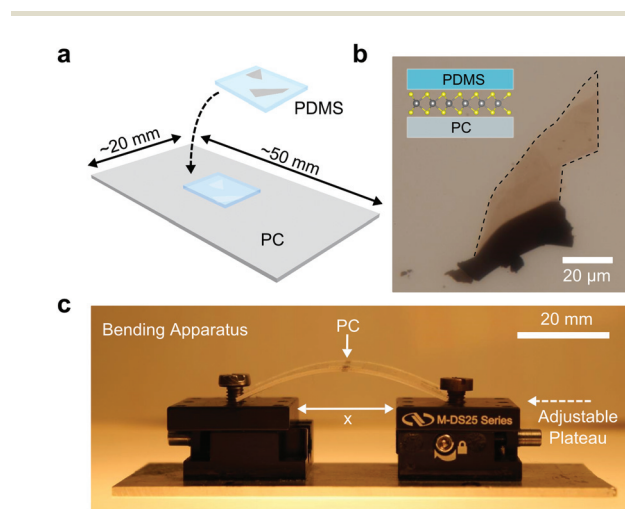 a
~20 mm
~50 mm
PDMS
PC
b
PDMS
PC
20 µm
c
Bending Apparatus
PC
20 mm
x
M-DS25 Series
Adjustable
Plateau